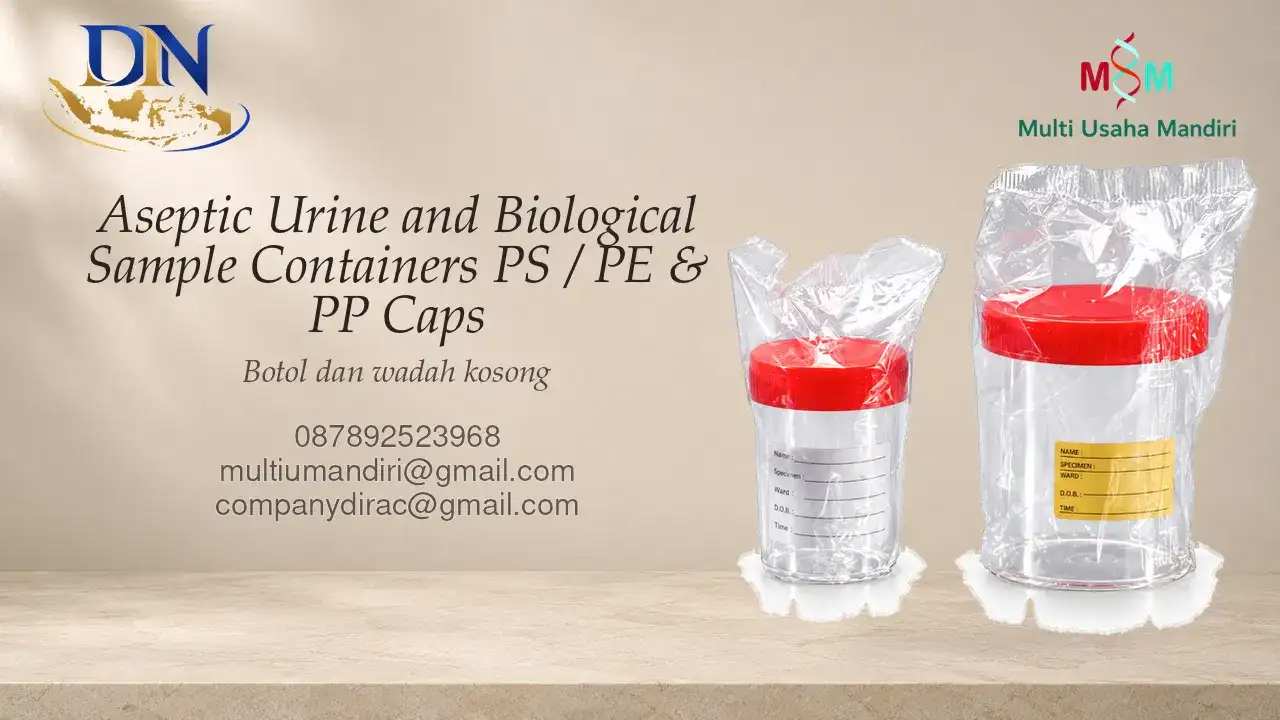 DN
MSM
Multi Usaha Mandiri
Aseptic Urine and Biological
Sample Containers PS / PE &
PP Caps
Botol dan wadah kosong
087892523968
multiumandiri@gmail.com
companydirac@gmail.com
Name :
Specimen :
Ward :
D.O.B. :
Time :
NAME :
SPECIMEN :
WARD :
D.O.B. :
TIME :